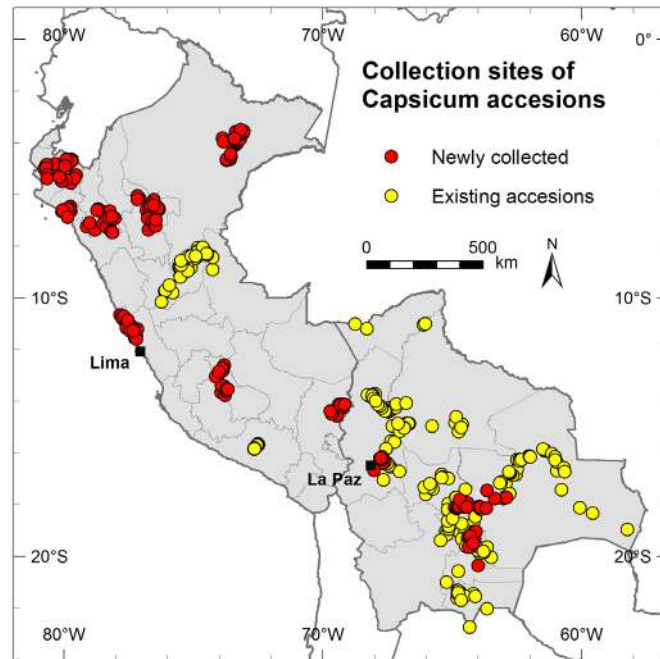 80°W 70°W 60°W 0°
Collection sites of
Capsicum accesions
Newly collected
Existing accesions
0 500
km
N
10°S 10°S
Lima
La Paz
20°S 20°S
80°W 70°W 60°W